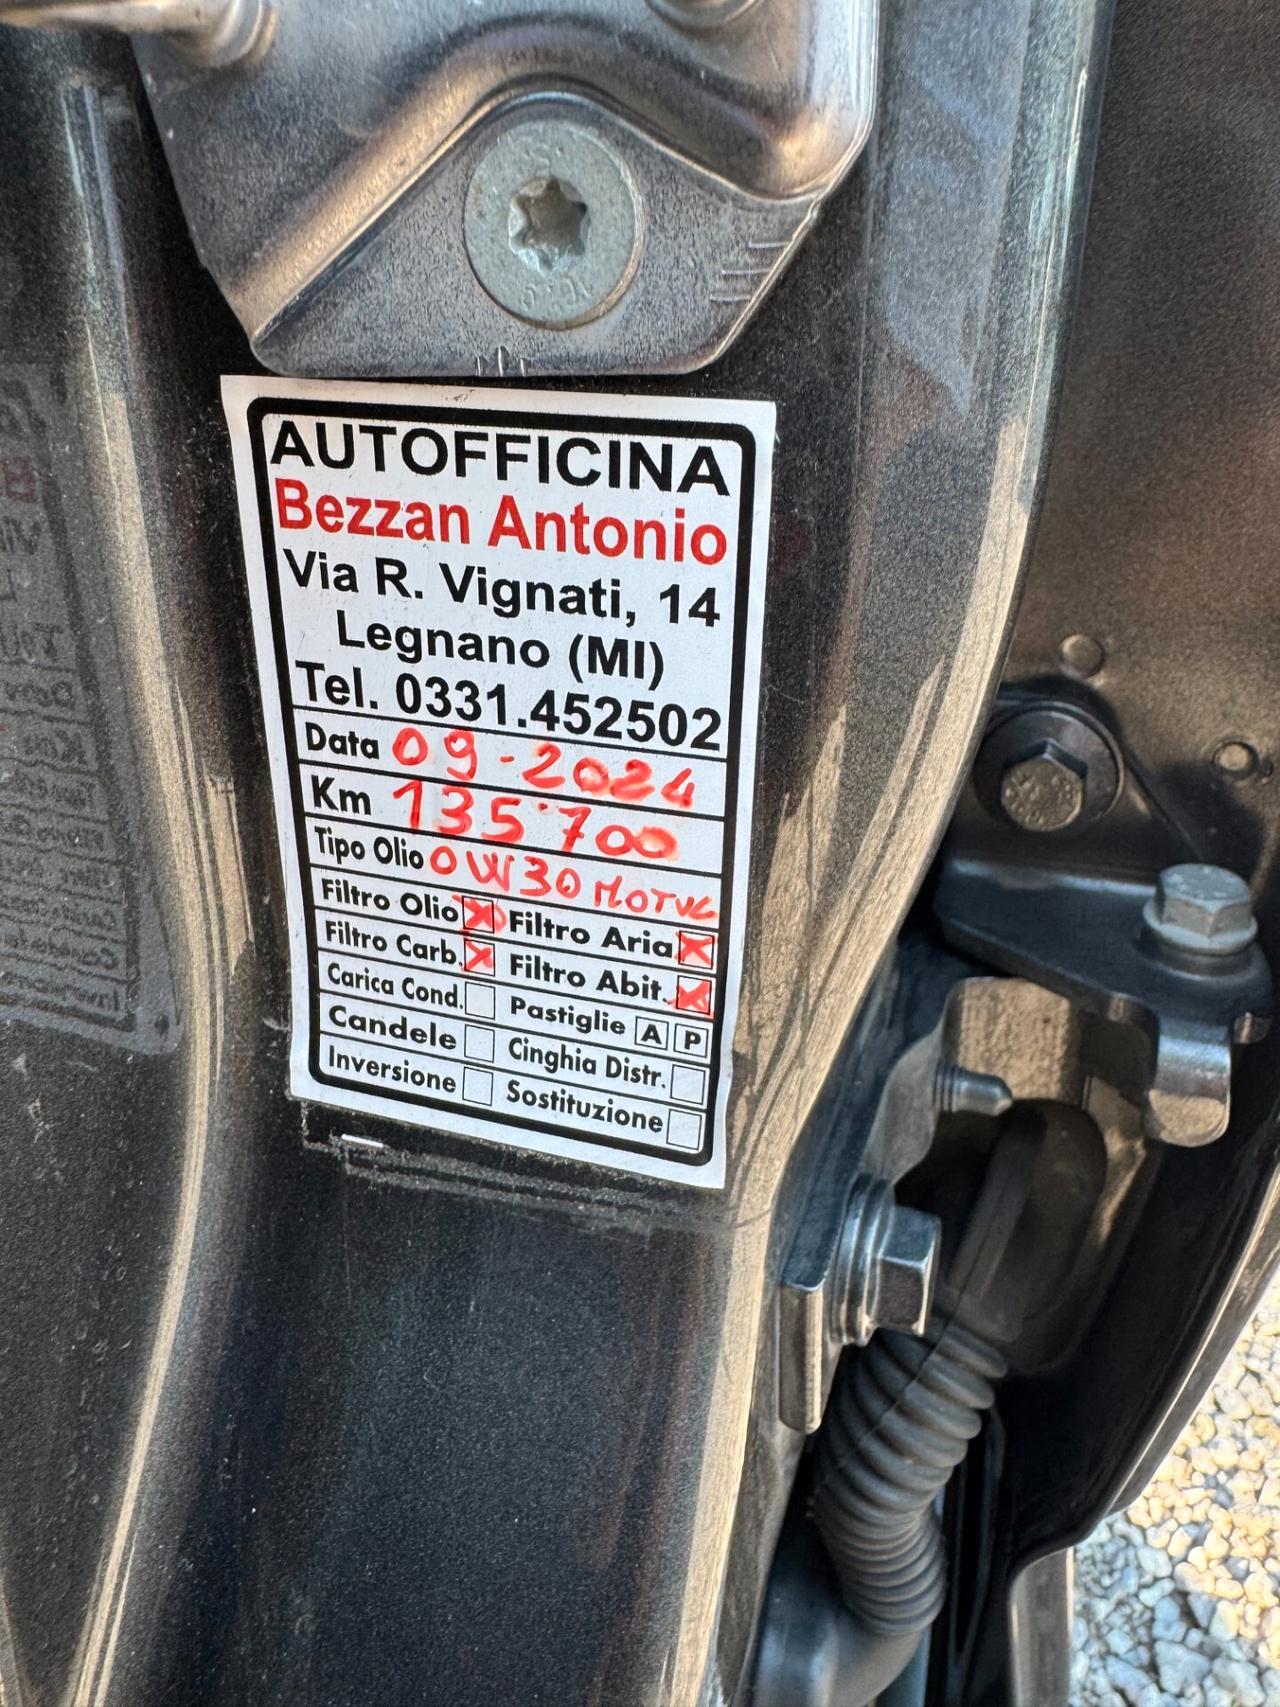 AUTOFFICINA
Bezzan Antonio
Via R. Vignati, 14
Legnano (MI)
Tel. 0331.452502
Data 09-2024
Km 135'700
Tipo Olio 0W30 MOTUL
Filtro Olio X Filtro Aria X
Filtro Carb. X Filtro Abit. X
Carica Cond. Pastiglie A P
Candele Cinghia Distr.
Inversione Sostituzione